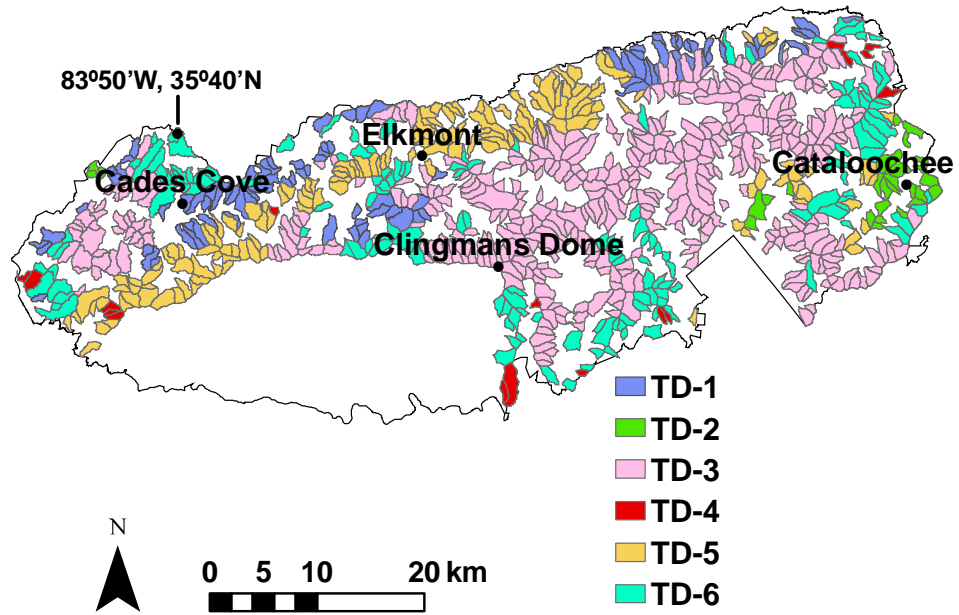 83º50’W, 35º40’N
Elkmont
Cataloochee
Cades Cove
Clingmans Dome
TD-1
TD-2
TD-3
TD-4
TD-5
TD-6
N
0 5 10 20 km